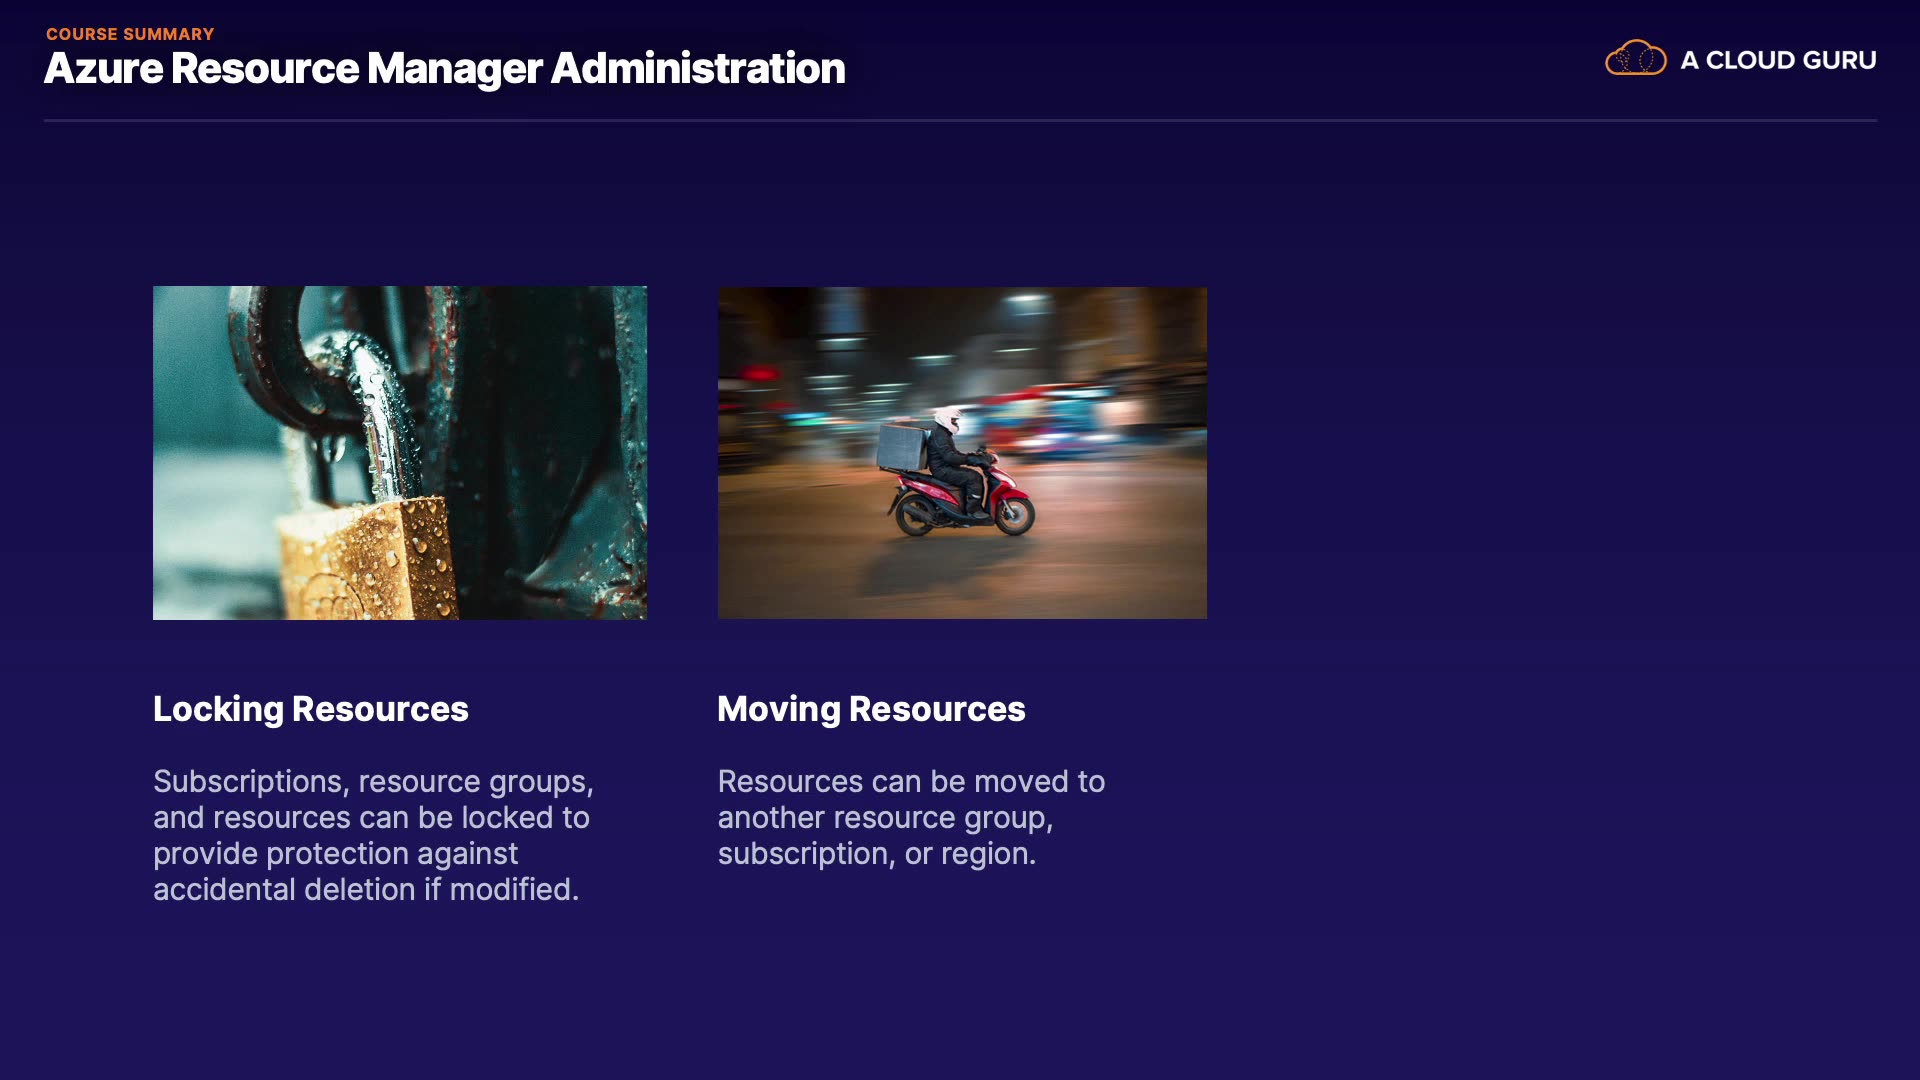 COURSE SUMMARY
Azure Resource Manager Administration
A CLOUD GURU
Locking Resources
Subscriptions, resource groups,
and resources can be locked to
provide protection against
accidental deletion if modified.
Moving Resources
Resources can be moved to
another resource group,
subscription, or region.